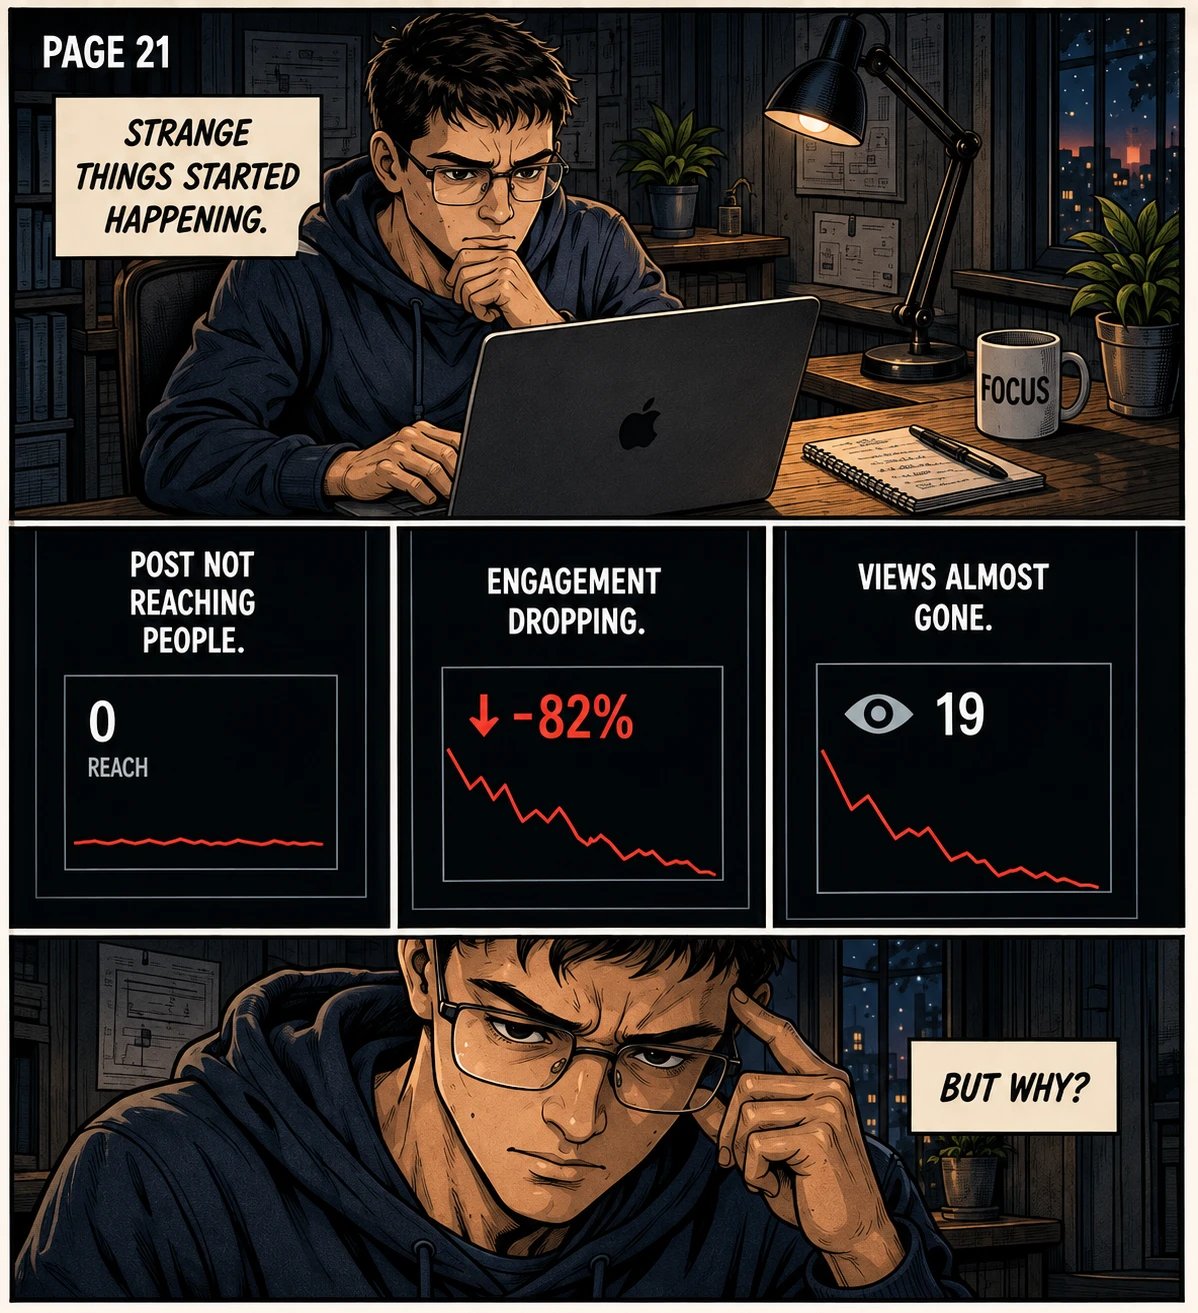 PAGE 21
STRANGE
THINGS STARTED
HAPPENING.
FOCUS
POST NOT
REACHING
PEOPLE.
0
REACH
ENGAGEMENT
DROPPING.
↓ -82%
VIEWS ALMOST
GONE.
19
BUT WHY?